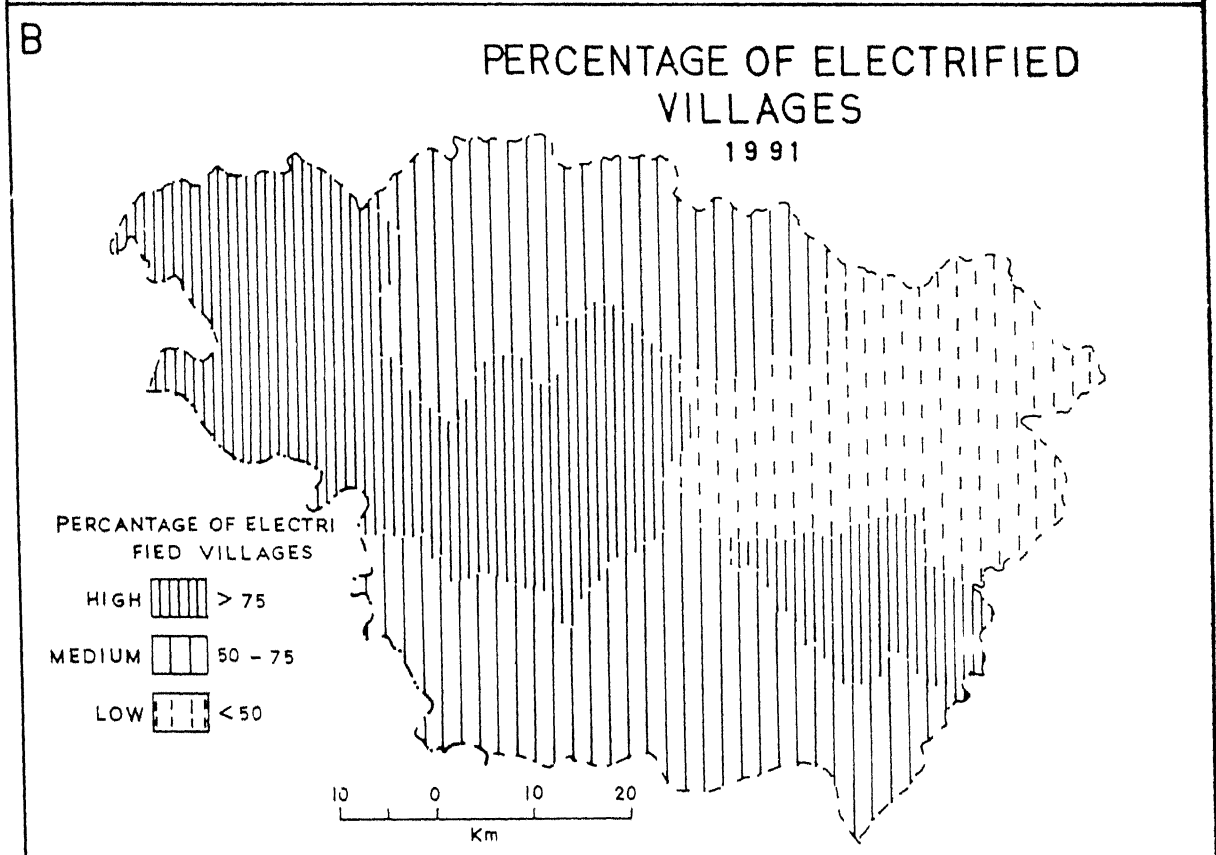 B
PERCENTAGE OF ELECTRIFIED
VILLAGES
1991
PERCANTAGE OF ELECTRI
FIED VILLAGES
HIGH > 75
MEDIUM 50 - 75
LOW < 50
10 0 10 20
Km